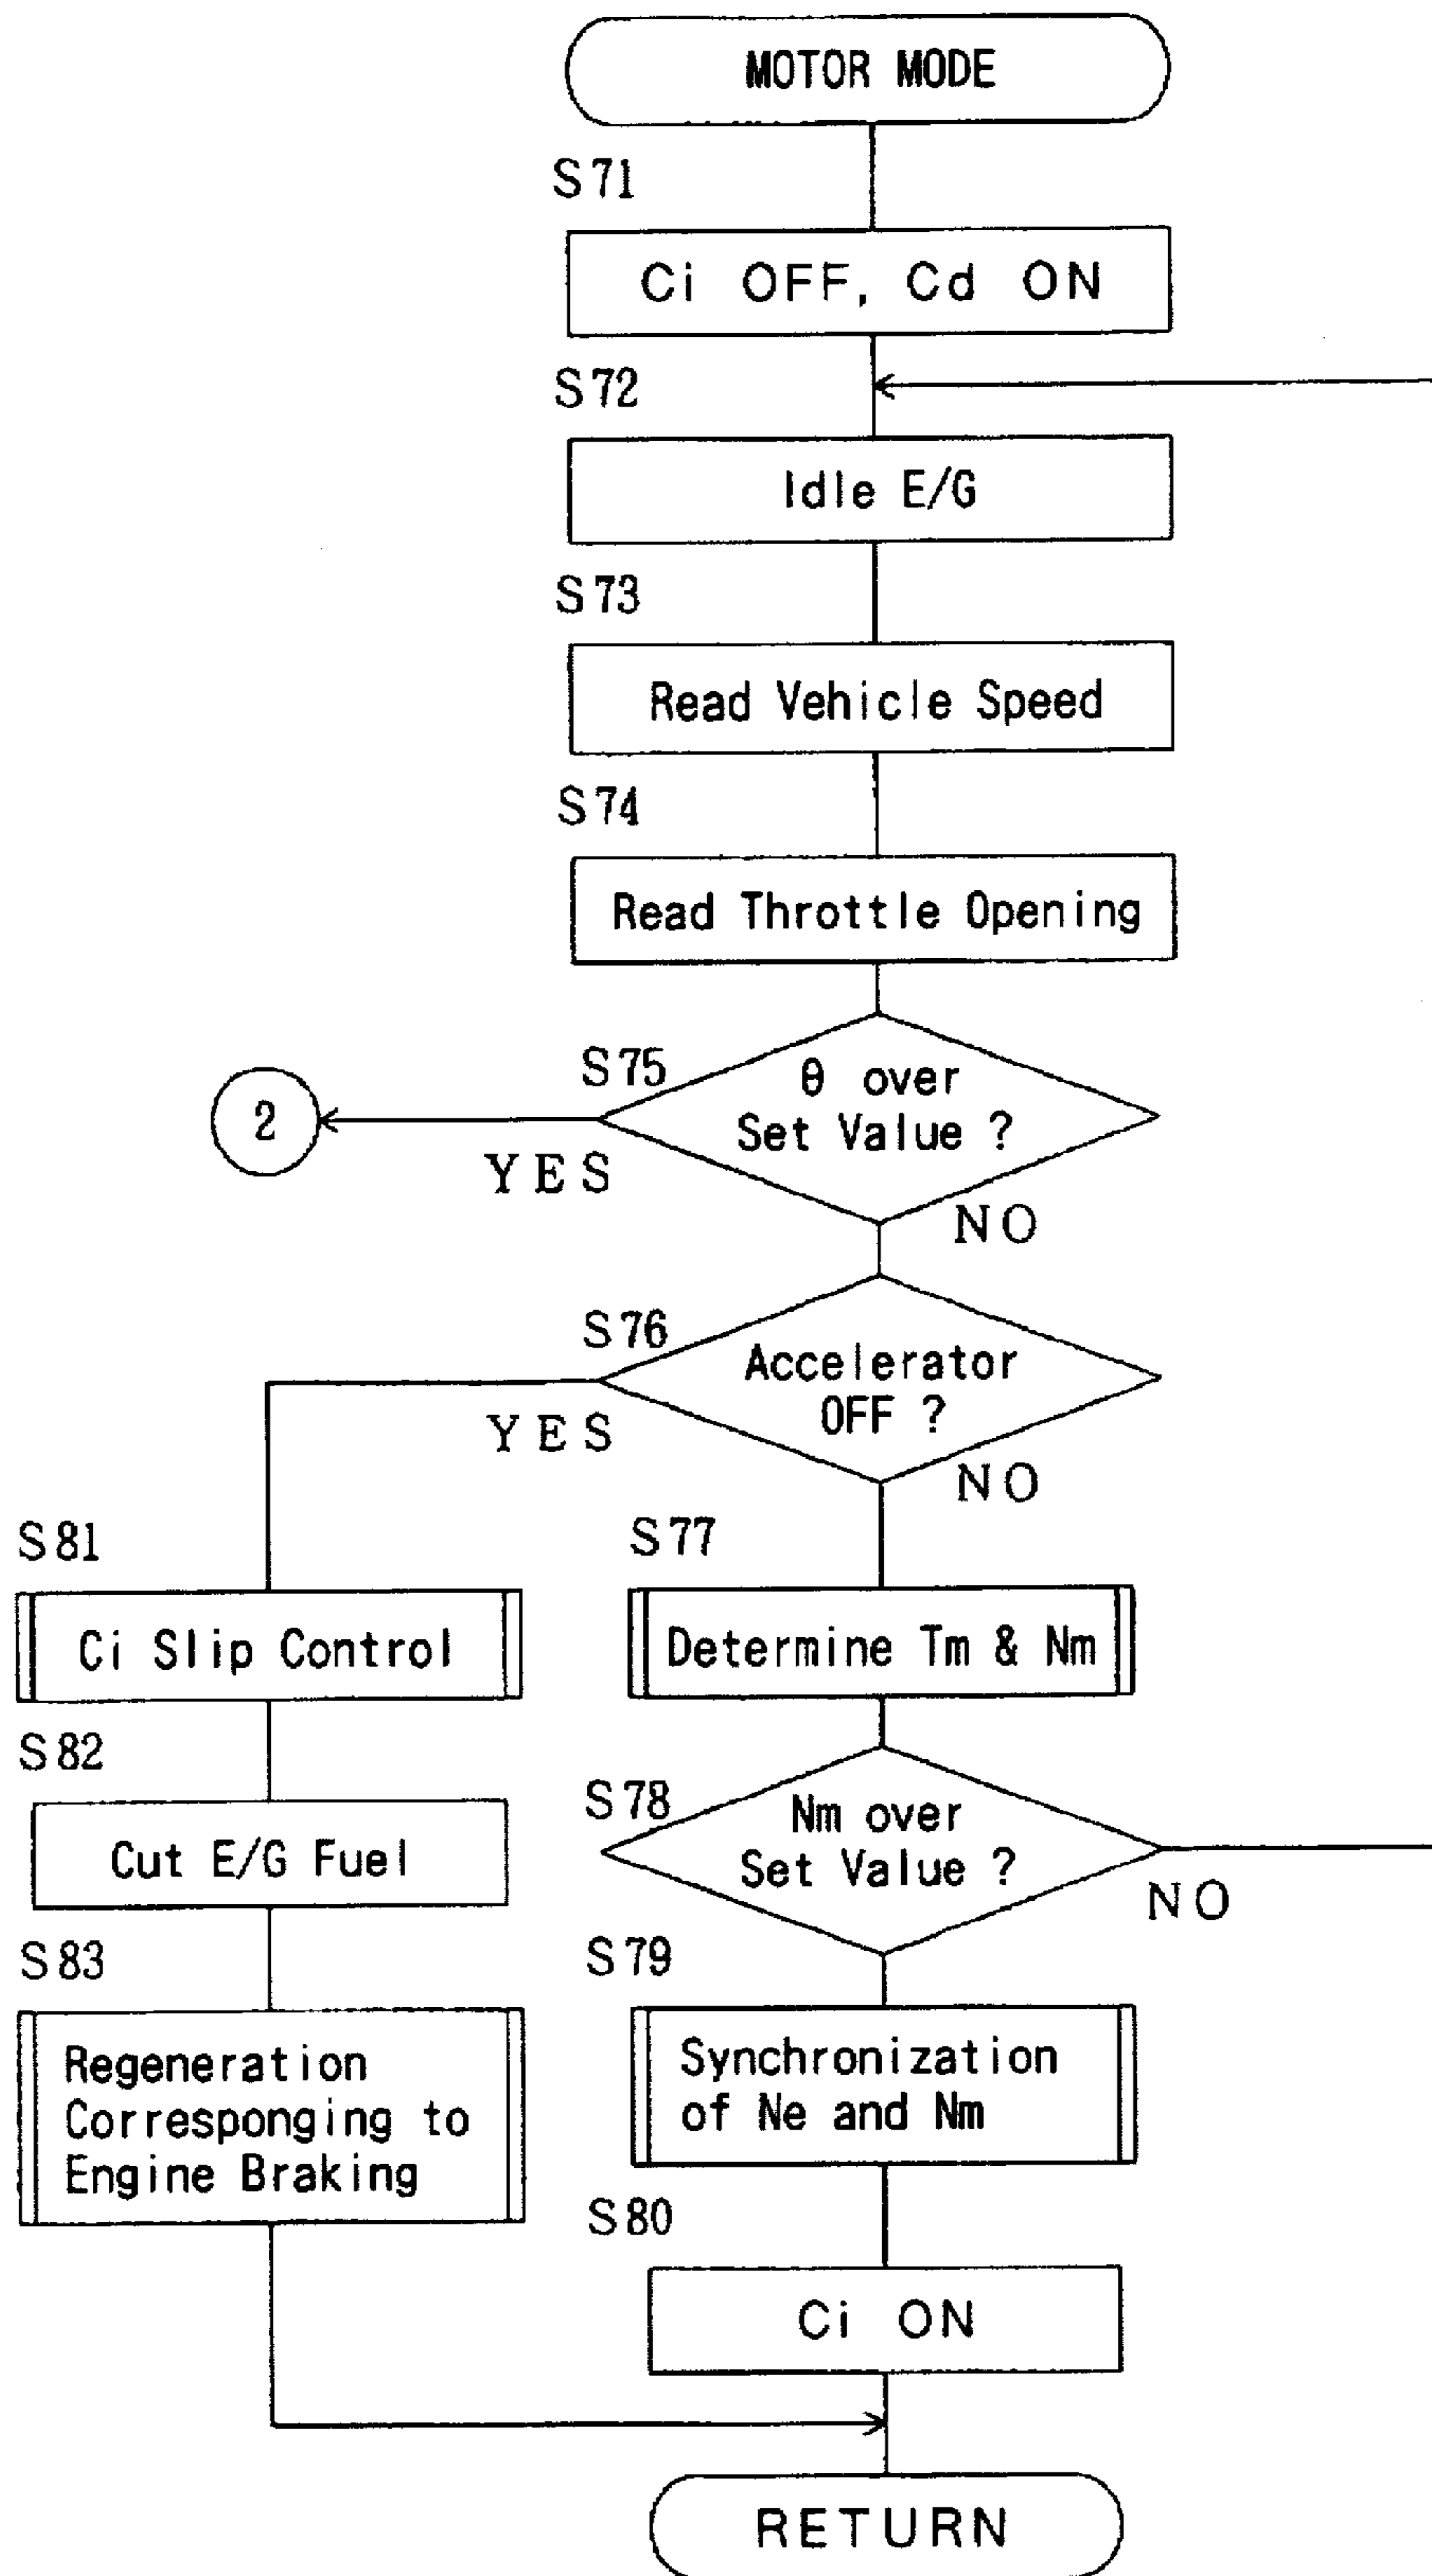 MOTOR MODE
S71
Ci OFF, Cd ON
S72
Idle E/G
S73
Read Vehicle Speed
S74
Read Throttle Opening
S75
θ over
Set Value ?
2
YES
NO
S76
Accelerator
OFF ?
YES
NO
S81
Ci Slip Control
S82
Cut E/G Fuel
S83
Regeneration
Corresponging to
Engine Braking
S77
Determine Tm & Nm
S78
Nm over
Set Value ?
NO
S79
Synchronization
of Ne and Nm
S80
Ci ON
RETURN